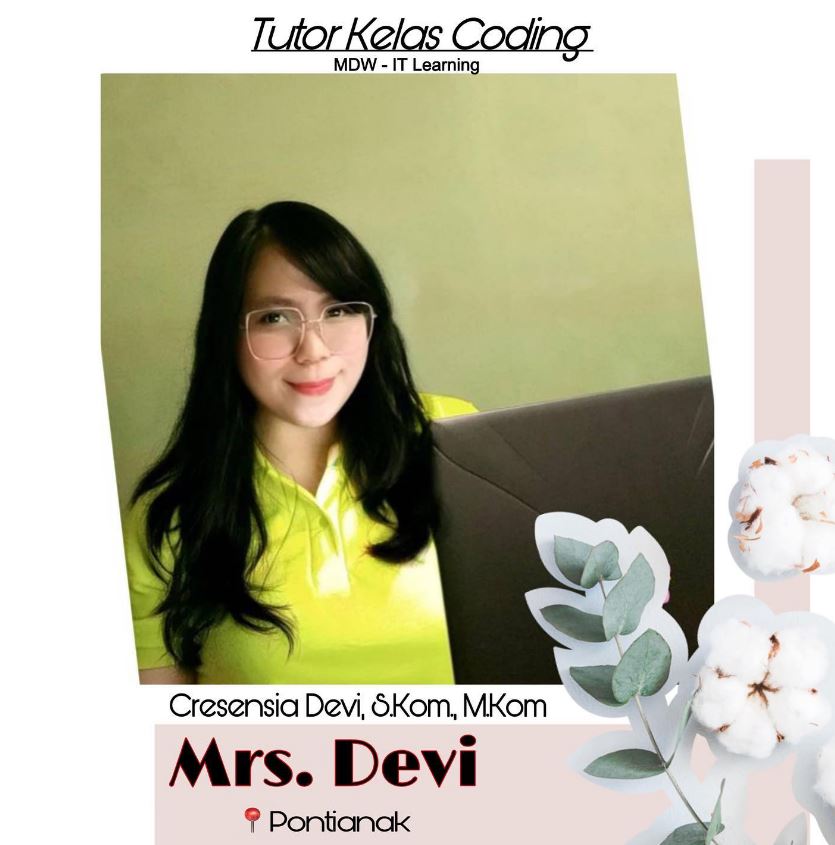 Tutor Kelas Coding
MDW - IT Learning
Cresensia Devi, S.Kom., M.Kom
Mrs. Devi
Pontianak